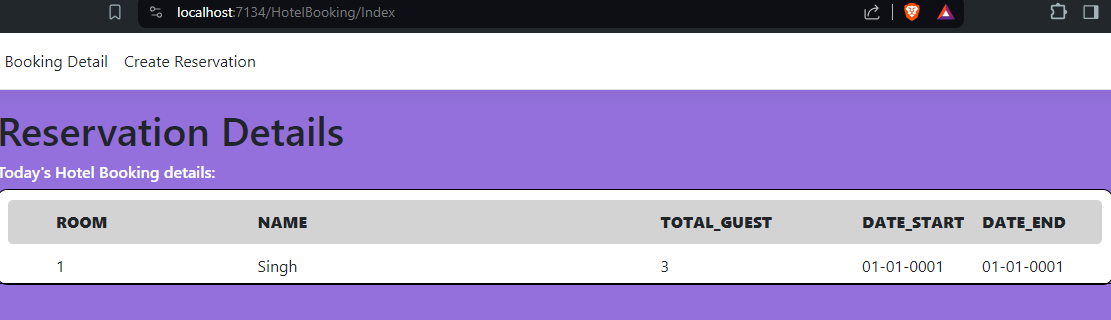 localhost:7134/HotelBooking/Index
Booking Detail Create Reservation
Reservation Details
Today's Hotel Booking details:
ROOM NAME TOTAL_GUEST DATE_START DATE_END
1 Singh 3 01-01-0001 01-01-0001